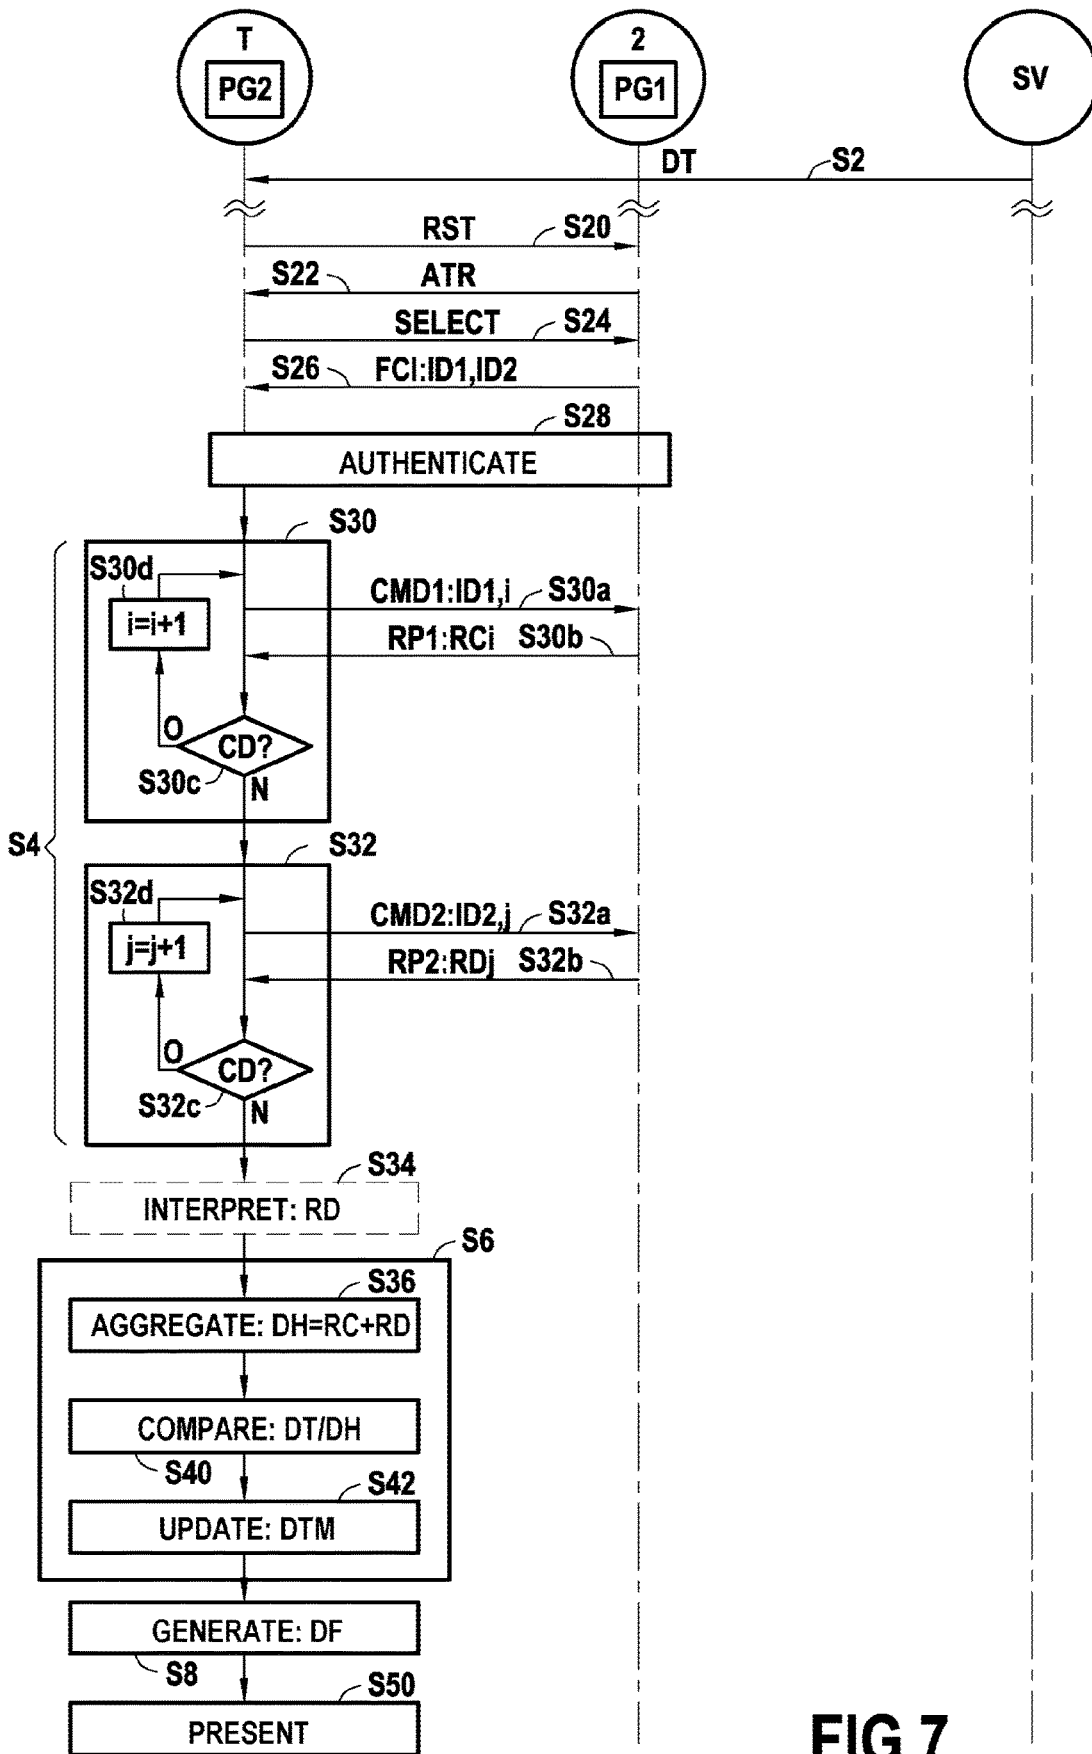 T
PG2
2
PG1
SV
DT
S2
RST
S20
S22
ATR
SELECT
S24
S26
FCI:ID1,ID2
S28
AUTHENTICATE
S30
S30d
i=i+1
CMD1:ID1,i
S30a
RP1:RCi
S30b
O
CD?
S30c
N
S4
S32
S32d
j=j+1
CMD2:ID2,j
S32a
RP2:RDj
S32b
O
CD?
S32c
N
S34
INTERPRET: RD
S6
S36
AGGREGATE: DH=RC+RD
COMPARE: DT/DH
S40
S42
UPDATE: DTM
GENERATE: DF
S8
S50
PRESENT
FIG 7